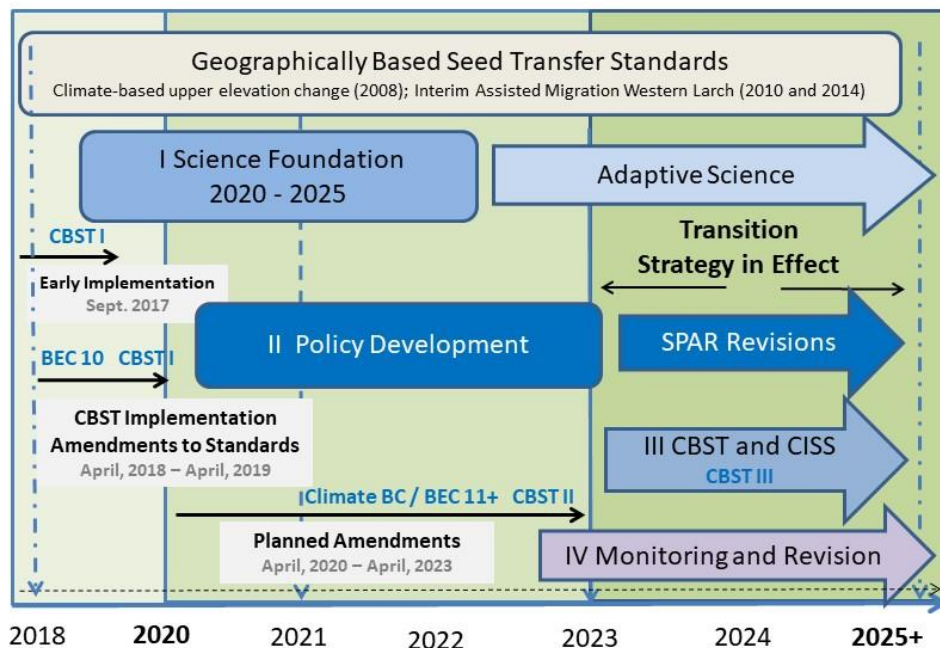 Geographically Based Seed Transfer Standards
Climate-based upper elevation change (2008); Interim Assisted Migration Western Larch (2010 and 2014)
I Science Foundation
2020 - 2025
Adaptive Science
CBST I
Early Implementation
Sept. 2017
Transition
Strategy in Effect
II Policy Development
SPAR Revisions
BEC 10 CBST I
CBST Implementation
Amendments to Standards
April, 2018 – April, 2019
III CBST and CISS
CBST III
Climate BC / BEC 11+ CBST II
Planned Amendments
April, 2020 – April, 2023
IV Monitoring and Revision
2018 2020 2021 2022 2023 2024 2025+